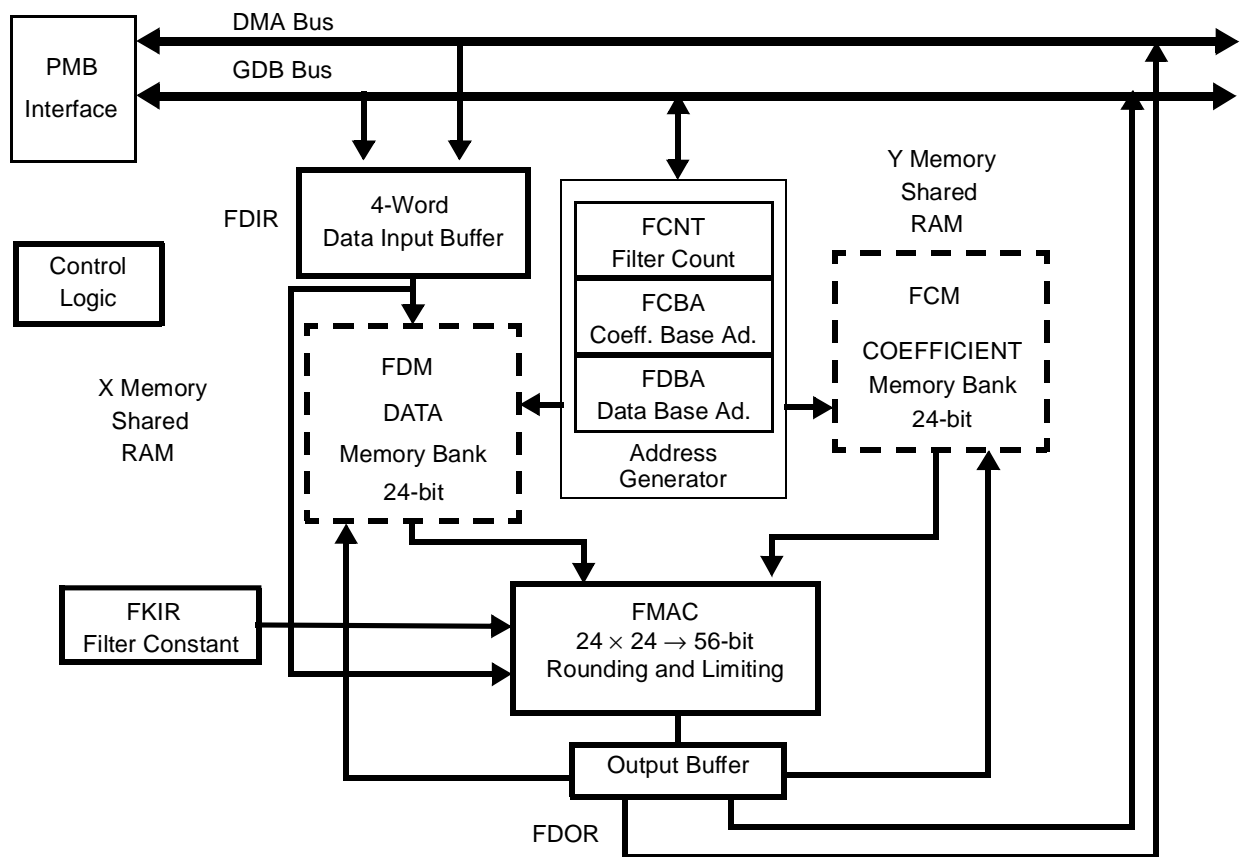 DMA Bus
PMB
Interface
GDB Bus
Y Memory
Shared
RAM
4-Word
Data Input Buffer
FDIR
FCNT
Filter Count
FCBA
Coeff. Base Ad.
FDBA
Data Base Ad.
Address
Generator
Control
Logic
FCM
COEFFICIENT
Memory Bank
24-bit
X Memory
Shared
RAM
FDM
DATA
Memory Bank
24-bit
FKIR
Filter Constant
FMAC
24 × 24 → 56-bit
Rounding and Limiting
Output Buffer
FDOR